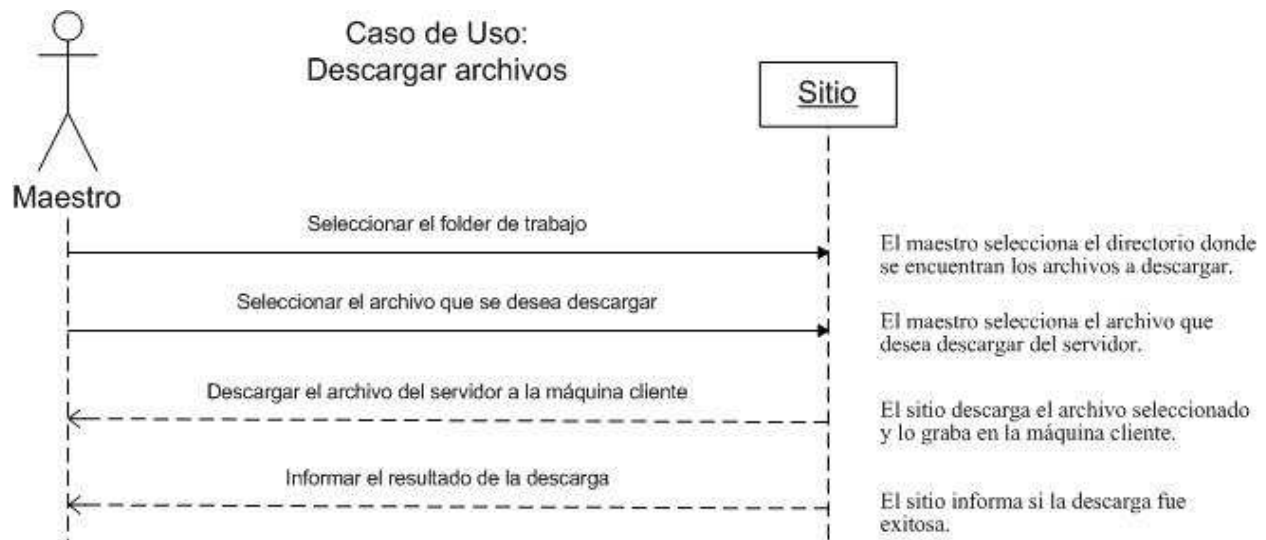 Caso de Uso:
Descargar archivos
Sitio
Maestro
Seleccionar el folder de trabajo
El maestro selecciona el directorio donde
se encuentran los archivos a descargar.
Seleccionar el archivo que se desea descargar
El maestro selecciona el archivo que
desea descargar del servidor.
Descargar el archivo del servidor a la máquina cliente
El sitio descarga el archivo seleccionado
y lo graba en la máquina cliente.
Informar el resultado de la descarga
El sitio informa si la descarga fue
exitosa.